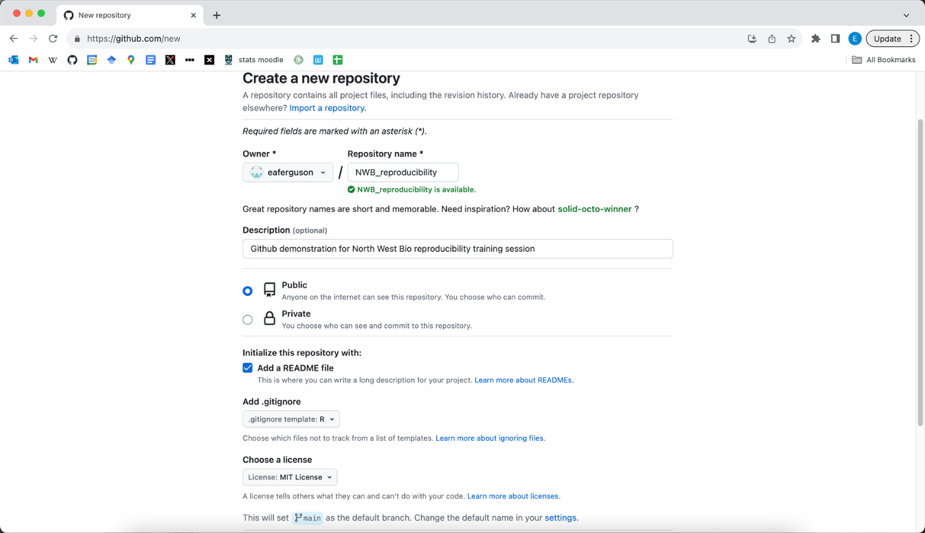 New repository
https://github.com/new
E
Update
stats moodle
All Bookmarks
Create a new repository
A repository contains all project files, including the revision history. Already have a project repository
elsewhere? Import a repository.
Required fields are marked with an asterisk (*).
Owner *
Repository name *
eaferguson
/
NWB_reproducibility
NWB_reproducibility is available.
Great repository names are short and memorable. Need inspiration? How about solid-octo-winner ?
Description (optional)
Github demonstration for North West Bio reproducibility training session
Public
Anyone on the internet can see this repository. You choose who can commit.
Private
You choose who can see and commit to this repository.
Initialize this repository with:
Add a README file
This is where you can write a long description for your project. Learn more about READMEs.
Add .gitignore
.gitignore template: R
Choose which files not to track from a list of templates. Learn more about ignoring files.
Choose a license
License: MIT License
A license tells others what they can and can't do with your code. Learn more about licenses.
This will set main as the default branch. Change the default name in your settings.